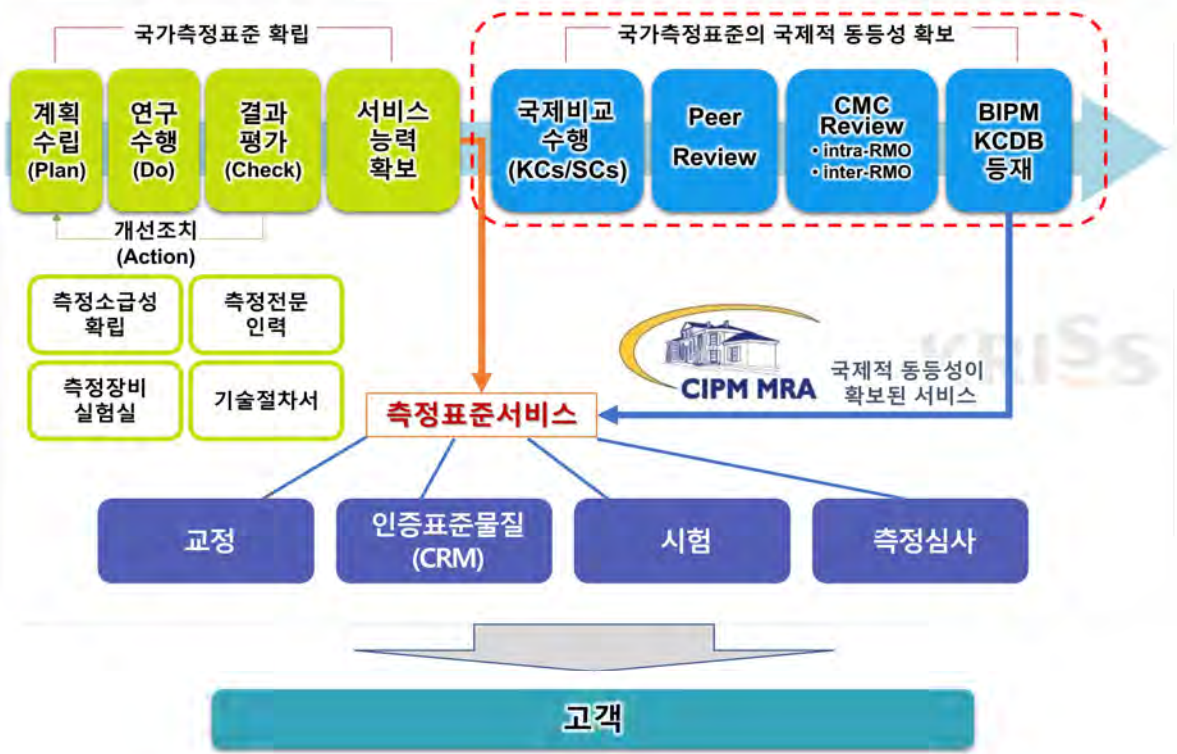 국가측정표준 확립
국가측정표준의 국제적 동등성 확보
계획
수립
(Plan)
연구
수행
(Do)
결과
평가
(Check)
서비스
능력
확보
국제비교
수행
(KCs/SCs)
Peer
Review
CMC
Review
• intra-RMO
• inter-RMO
BIPM
KCDB
등재
개선조치
(Action)
측정소급성
확립
측정전문
인력
측정장비
실험실
기술절차서
CIPM MRA
국제적 동등성이
확보된 서비스
KRISS
측정표준서비스
교정
인증표준물질
(CRM)
시험
측정심사
고객